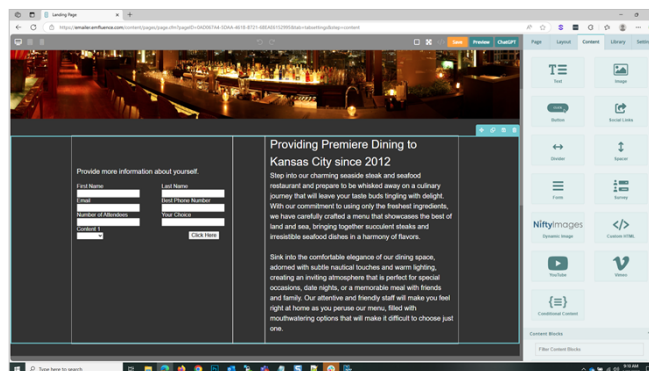 Landing Page
Save
Preview
ChatGPT
Page
Layout
Content
Library
Text
Image
Button
Social Links
Divider
Spacer
Form
Survey
NiftyImages
Dynamic Image
</>
Custom HTML
YouTube
Vimeo
{=}
Conditional Content
Content Blocks
Filter Content Blocks
Provide more information about yourself.
First Name
Last Name
Email
Best Phone Number
Number of Attendees
Your Choice
Content 1
Click Here
Providing Premiere Dining to
Kansas City since 2012
Step into our charming seaside steak and seafood
restaurant and prepare to be whisked away on a culinary
journey that will leave your taste buds tingling with delight.
With our commitment to using only the freshest ingredients,
we have carefully crafted a menu that showcases the best of
land and sea, bringing together succulent steaks and
irresistible seafood dishes in a harmony of flavors.
Sink into the comfortable elegance of our dining space,
adorned with subtle nautical touches and warm lighting,
creating an inviting atmosphere that is perfect for special
occasions, date nights, or a memorable meal with friends
and family. Our attentive and friendly staff will make you feel
right at home as you peruse our menu, filled with
mouthwatering options that will make it difficult to choose just
one.
Type here to search